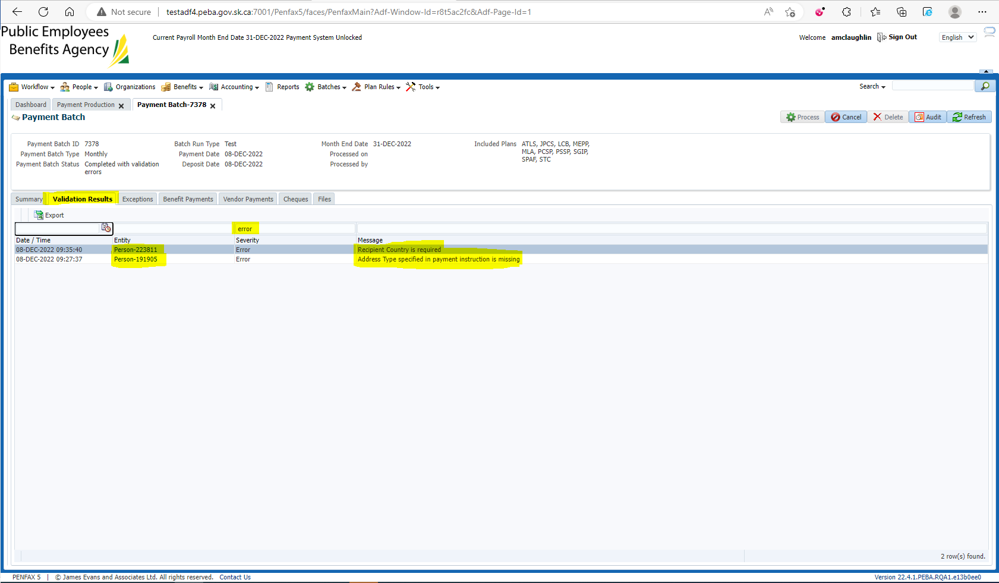 Not secure | testadf4.peba.gov.sk.ca:7001/Penfax5/faces/PenfaxMain?Adf-Window-Id=r8t5ac2fc&Adf-Page-Id=1
Public Employees
Benefits Agency
Current Payroll Month End Date 31-DEC-2022 Payment System Unlocked
Welcome amclaughlin Sign Out English
Workflow People Organizations Benefits Accounting Reports Batches Plan Rules Tools Search
Dashboard Payment Production Payment Batch-7378
Payment Batch
Process Cancel Delete Audit Refresh
Payment Batch ID 7378 Batch Run Type Test Month End Date 31-DEC-2022 Included Plans ATLS, JPCS, LCB, MEPP,
Payment Batch Type Monthly Payment Date 08-DEC-2022 Processed on MLA, PCSP, PSSP, SGIP,
Payment Batch Status Completed with validation Deposit Date 08-DEC-2022 Processed by SPAF, STC
errors
Summary Validation Results Exceptions Benefit Payments Vendor Payments Cheques Files
Export
error
Date / Time Entity Severity Message
08-DEC-2022 09:35:40 Person-223811 Error Recipient Country is required
08-DEC-2022 09:27:37 Person-191905 Error Address Type specified in payment instruction is missing
2 row(s) found.
PENFAX 5 | © James Evans and Associates Ltd. All rights reserved. Contact Us Version 22.4.1.PEBA.RQA1.e13b0ee0